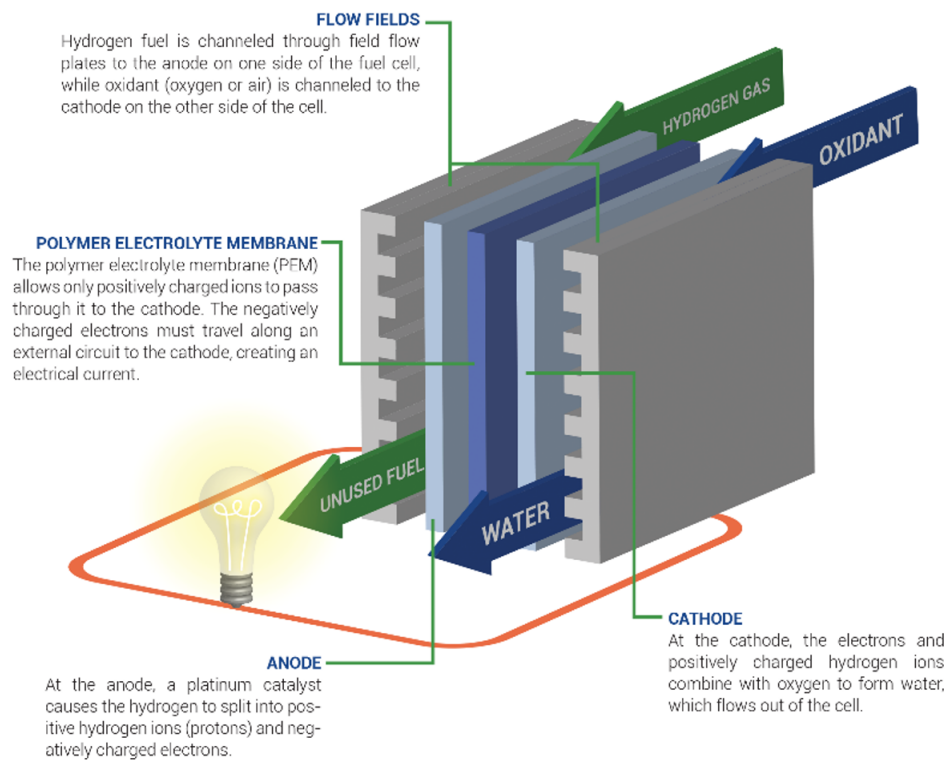 FLOW FIELDS
Hydrogen fuel is channeled through field flow
plates to the anode on one side of the fuel cell,
while oxidant (oxygen or air) is channeled to the
cathode on the other side of the cell.
HYDROGEN GAS
OXIDANT
POLYMER ELECTROLYTE MEMBRANE
The polymer electrolyte membrane (PEM)
allows only positively charged ions to pass
through it to the cathode. The negatively
charged electrons must travel along an
external circuit to the cathode, creating an
electrical current.
UNUSED FUEL
WATER
CATHODE
At the cathode, the electrons and
positively charged hydrogen ions
combine with oxygen to form water,
which flows out of the cell.
ANODE
At the anode, a platinum catalyst
causes the hydrogen to split into pos-
itive hydrogen ions (protons) and neg-
atively charged electrons.